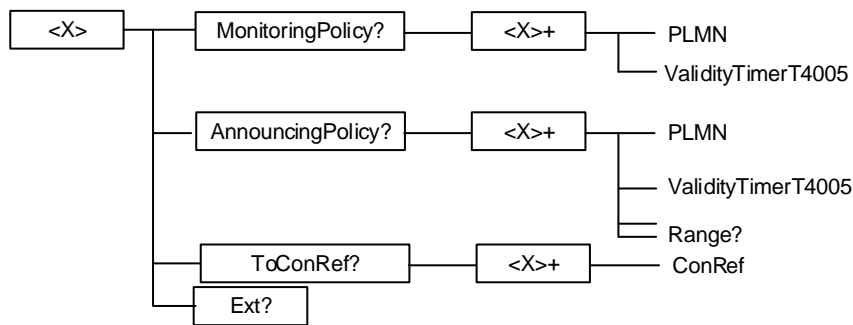 <X> MonitoringPolicy? <X>+ PLMN
ValidityTimerT4005
AnnouncingPolicy? <X>+ PLMN
ValidityTimerT4005
Range?
ToConRef? <X>+ ConRef
Ext?